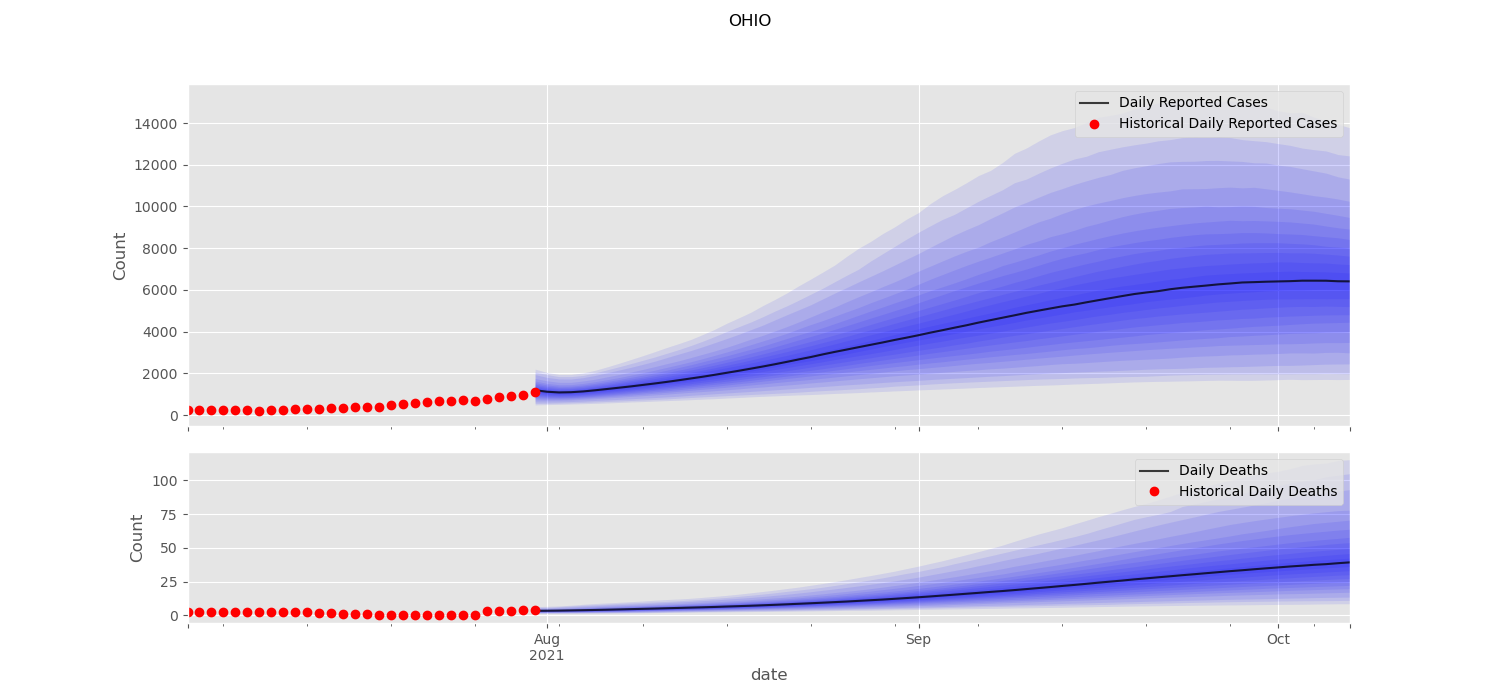 OHIO
Daily Reported Cases
Historical Daily Reported Cases
14000
12000
10000
8000
6000
4000
2000
0
Count
Daily Deaths
Historical Daily Deaths
100
75
50
25
0
Count
Aug
2021
Sep
Oct
date